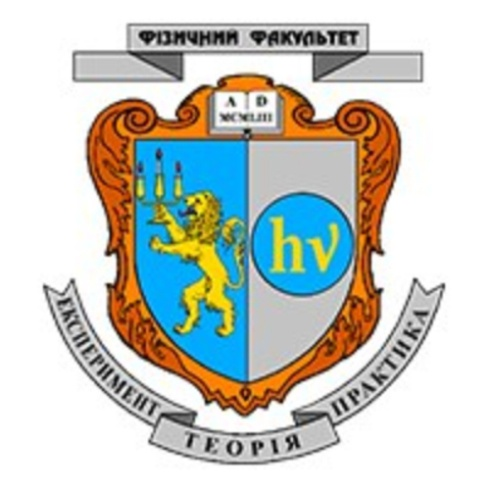 ФІЗИЧНИЙ ФАКУЛЬТЕТ
A D
MCMLIII
hν
ЕКСПЕРИМЕНТ
ТЕОРІЯ
ПРАКТИКА